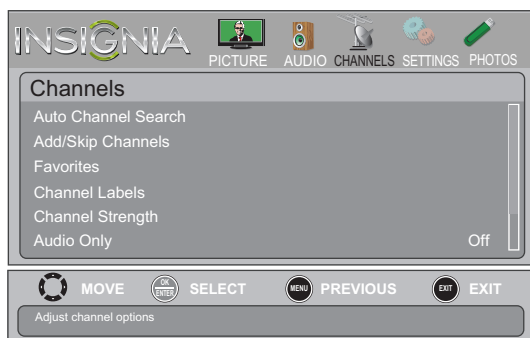 INSIGNIA
PICTURE AUDIO CHANNELS SETTINGS PHOTOS
Channels
Auto Channel Search
Add/Skip Channels
Favorites
Channel Labels
Channel Strength
Audio Only Off
MOVE OK ENTER SELECT MENU PREVIOUS EXIT EXIT
Adjust channel options